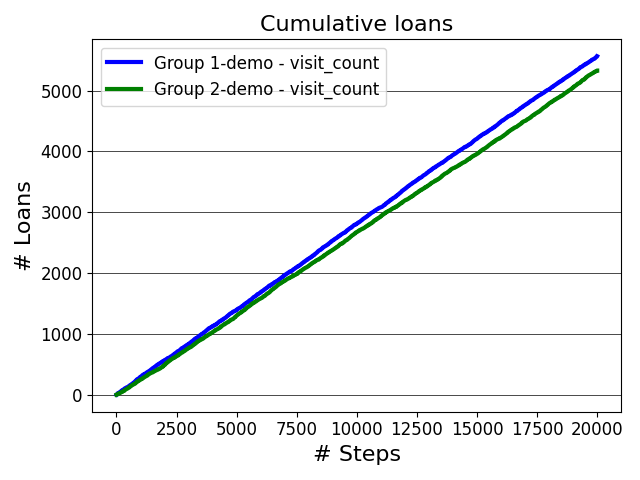 Cumulative loans
Group 1-demo - visit_count
Group 2-demo - visit_count
# Loans
5000
4000
3000
2000
1000
0
0 2500 5000 7500 10000 12500 15000 17500 20000
# Steps